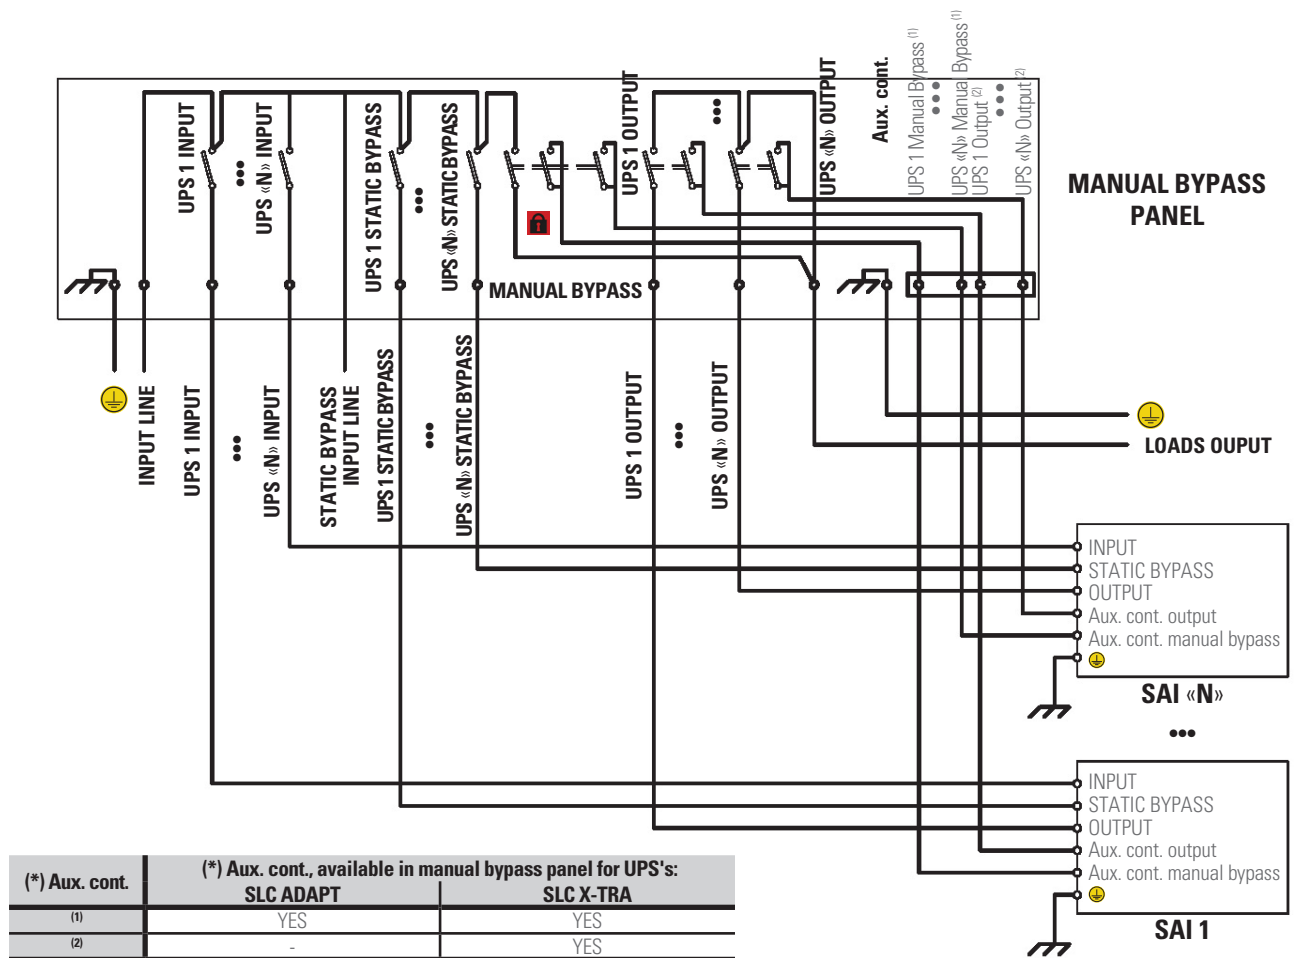 UPS 1 INPUT
•••
UPS «N» INPUT
UPS 1 STATIC BYPASS
•••
UPS «N» STATIC BYPASS
UPS 1 OUTPUT
•••
UPS «N» OUTPUT
Aux. cont.
UPS 1 Manual Bypass (1)
•••
UPS «N» Manual Bypass (1)
UPS 1 Output (2)
•••
UPS «N» Output (2)
MANUAL BYPASS
PANEL
MANUAL BYPASS
INPUT LINE
UPS 1 INPUT
•••
UPS «N» INPUT
STATIC BYPASS
INPUT LINE
UPS1 STATIC BYPASS
•••
UPS «N» STATIC BYPASS
UPS 1 OUTPUT
•••
UPS «N» OUTPUT
LOADS OUPUT
INPUT
STATIC BYPASS
OUTPUT
Aux. cont. output
Aux. cont. manual bypass
SAI «N»
•••
INPUT
STATIC BYPASS
OUTPUT
Aux. cont. output
Aux. cont. manual bypass
SAI 1
(*) Aux. cont.
(*) Aux. cont., available in manual bypass panel for UPS's:
SLC ADAPT
SLC X-TRA
(1)
YES
YES
(2)
-
YES